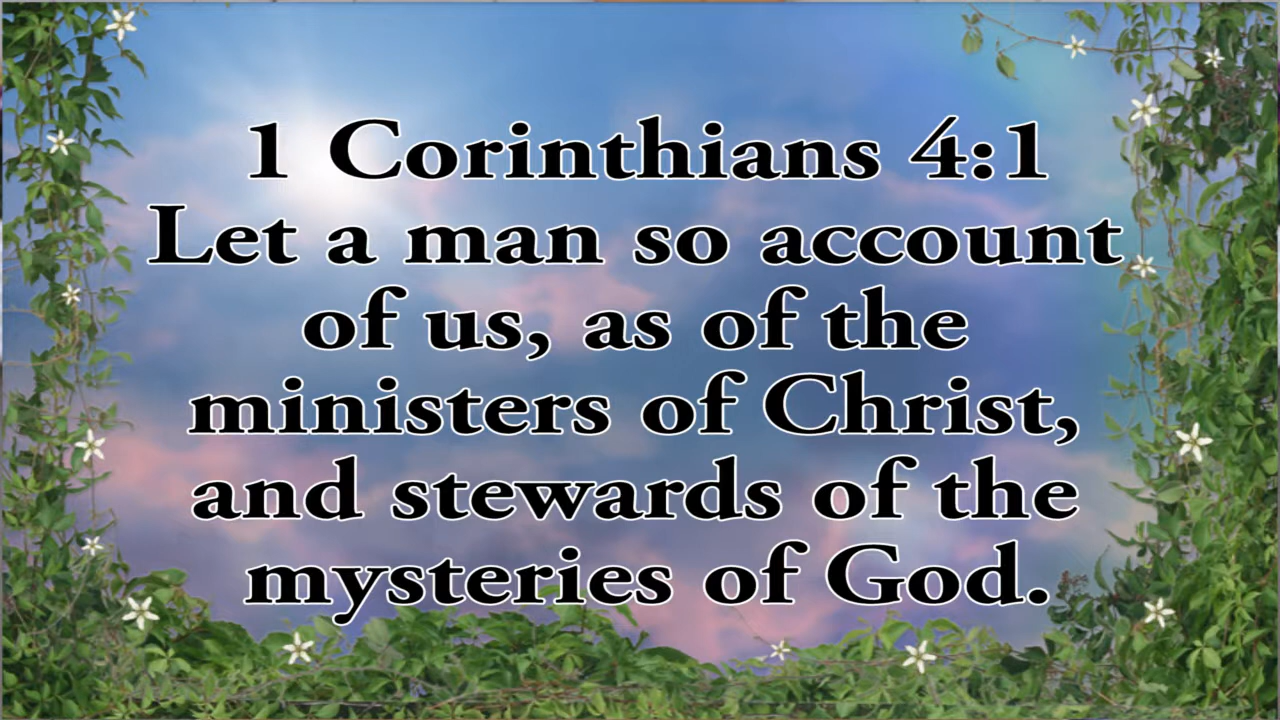 1 Corinthians 4:1
Let a man so account
of us, as of the
ministers of Christ,
and stewards of the
mysteries of God.